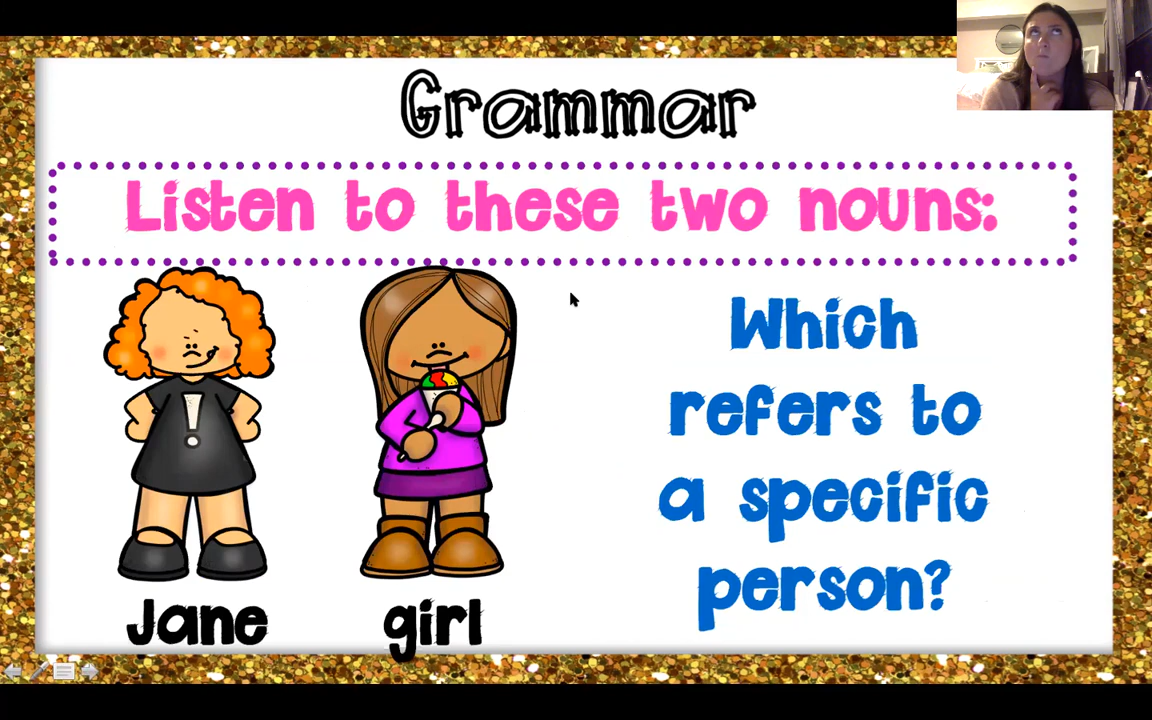 Grammar
Listen to these two nouns:
Which
refers to
a specific
person?
Jane
girl